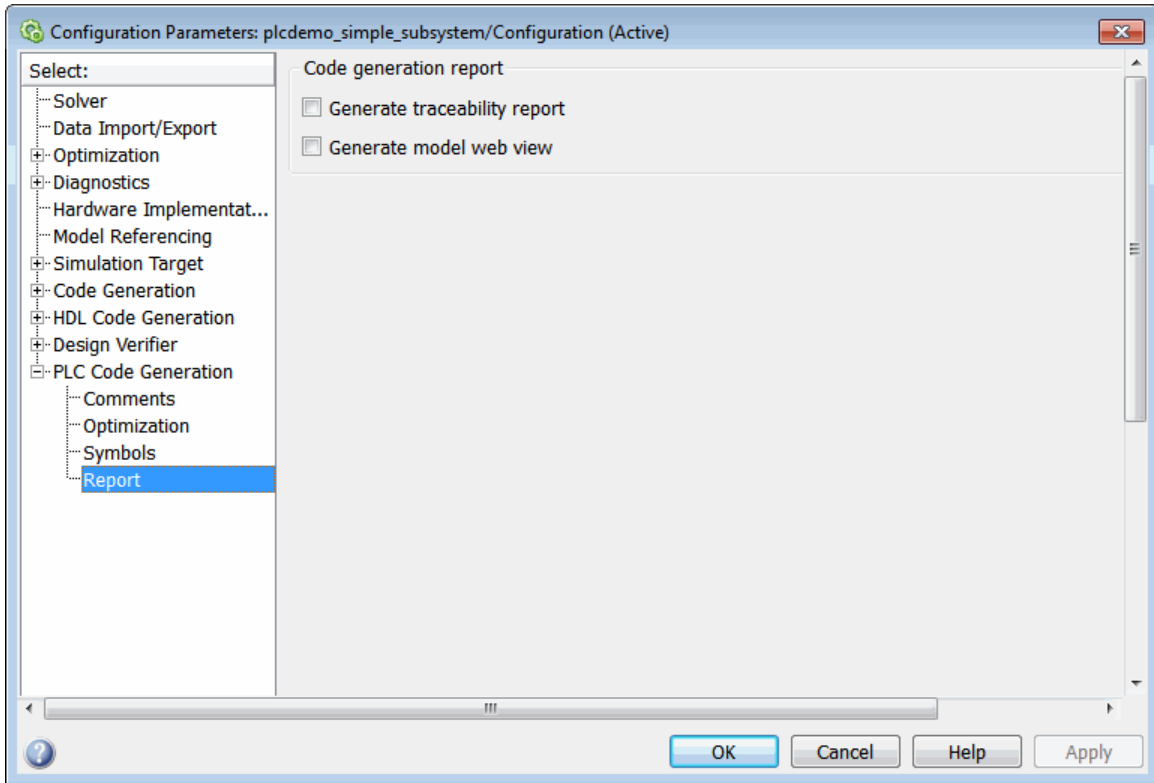 Configuration Parameters: plcdemo_simple_subsystem/Configuration (Active)
Select:
Solver
Data Import/Export
Optimization
Diagnostics
Hardware Implementat...
Model Referencing
Simulation Target
Code Generation
HDL Code Generation
Design Verifier
PLC Code Generation
Comments
Optimization
Symbols
Report
Code generation report
Generate traceability report
Generate model web view
OK Cancel Help Apply